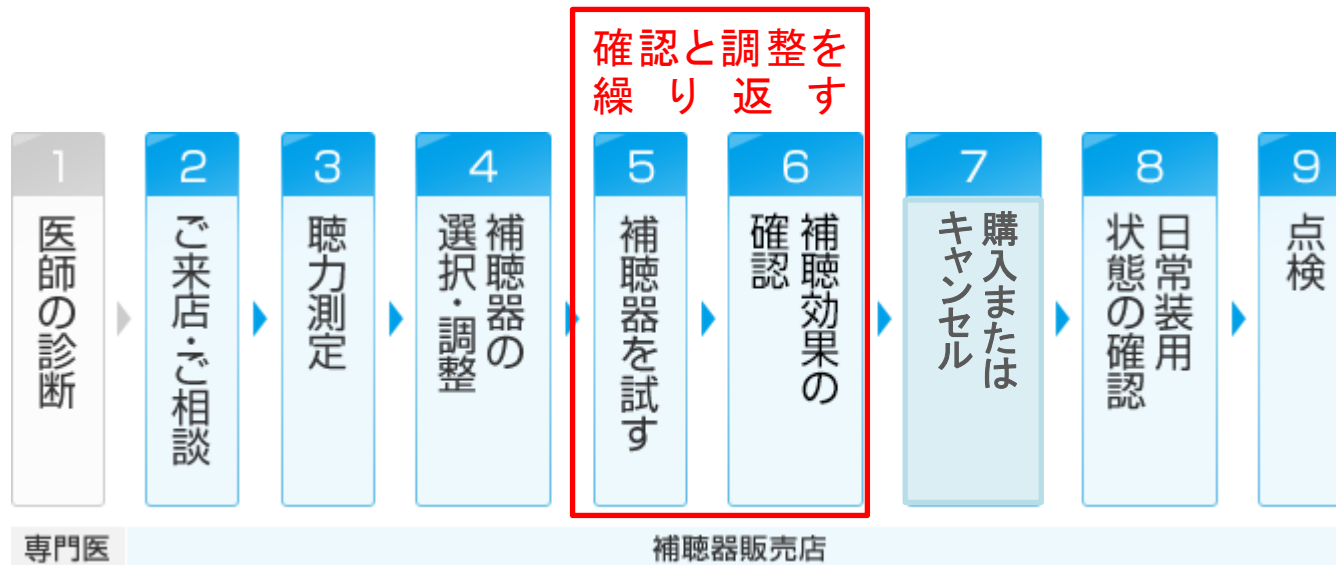 確認と調整を
繰り返す
1
医師の診断
2
ご来店・ご相談
3
聴力測定
4
補聴器の
選択・調整
5
補聴器を試す
6
補聴効果の
確認
7
購入または
キャンセル
8
日常装用
状態の確認
9
点検
専門医
補聴器販売店